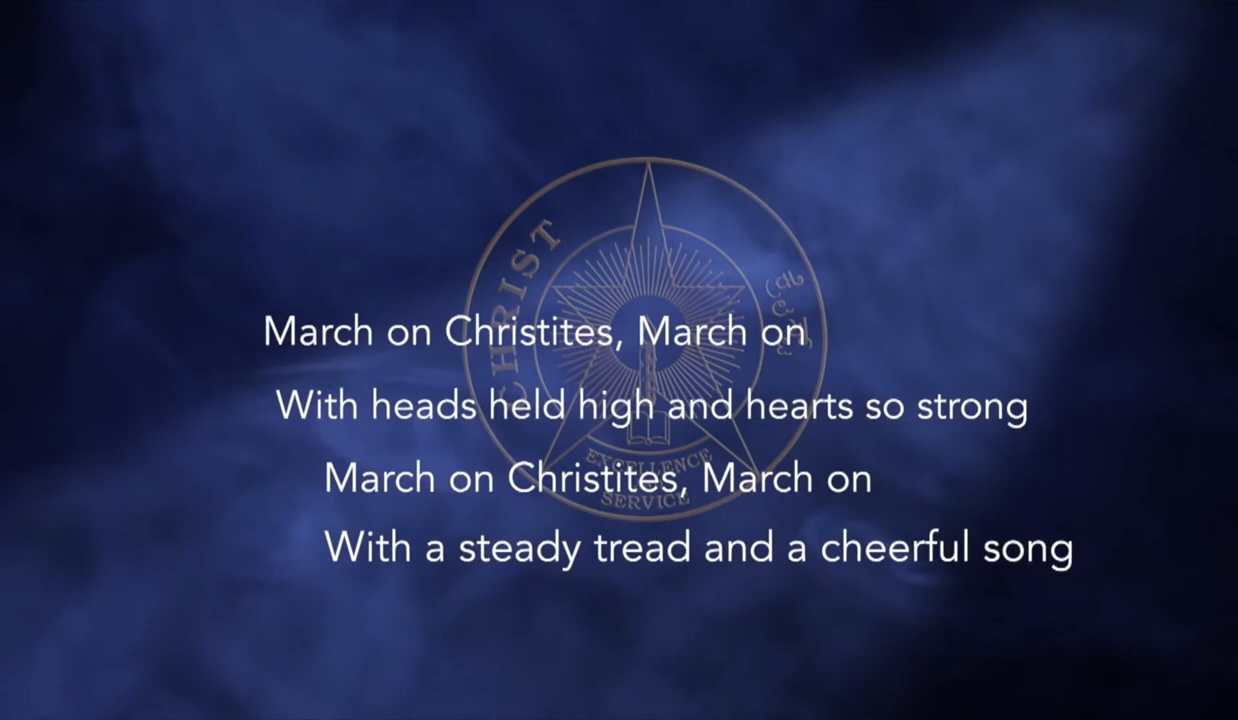 CHRIST
March on Christites, March on
With heads held high and hearts so strong
March on Christites, March on
With a steady tread and a cheerful song
EXCELLENCE
SERVICE